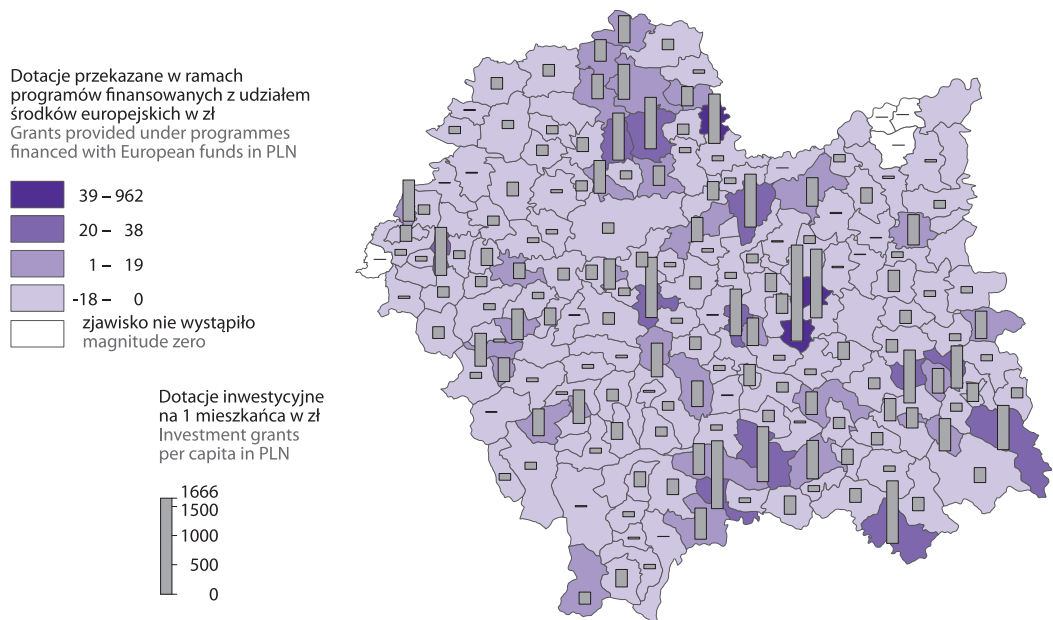 Dotacje przekazane w ramach
programów finansowanych z udziałem
środków europejskich w zł
Grants provided under programmes
financed with European funds in PLN
39 – 962
20 – 38
1 – 19
-18 – 0
zjawisko nie wystąpiło
magnitude zero
Dotacje inwestycyjne
na 1 mieszkańca w zł
Investment grants
per capita in PLN
1666
1500
1000
500
0